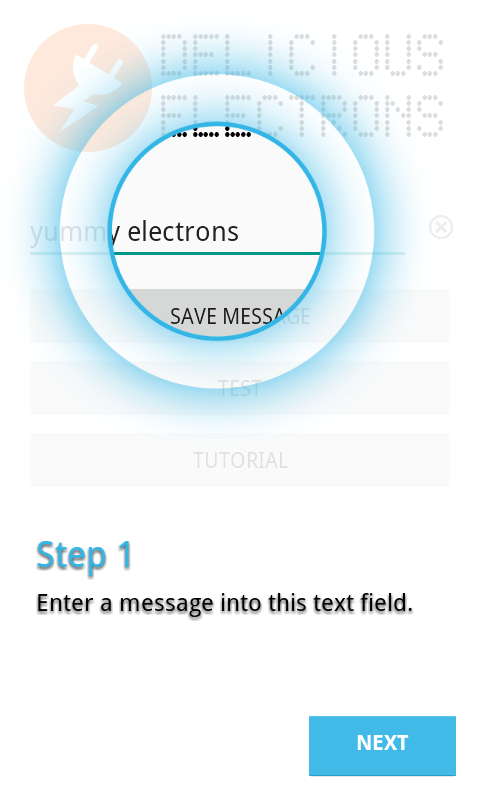 DELICIOUS
ELECTRONS
yummy electrons
SAVE MESSAGE
TEST
TUTORIAL
Step 1
Enter a message into this text field.
NEXT